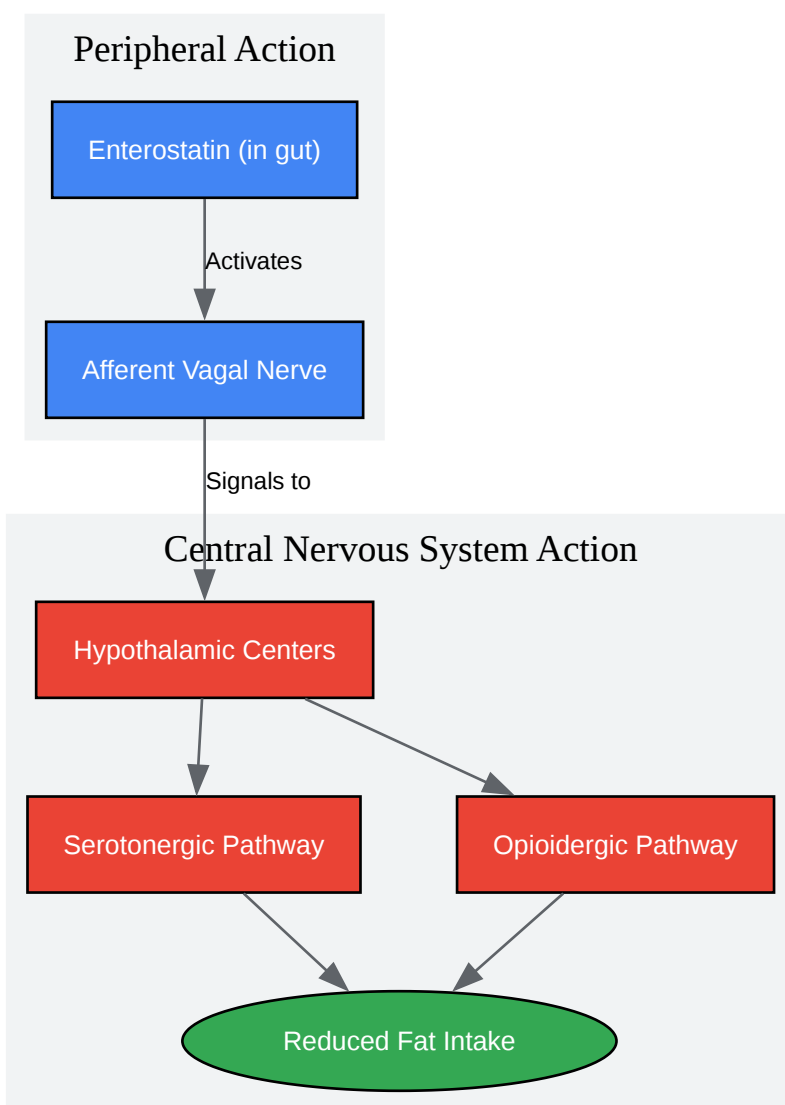 Peripheral Action
Enterostatin (in gut)
Activates
Afferent Vagal Nerve
Signals to
Central Nervous System Action
Hypothalamic Centers
Serotonergic Pathway
Opioidergic Pathway
Reduced Fat Intake